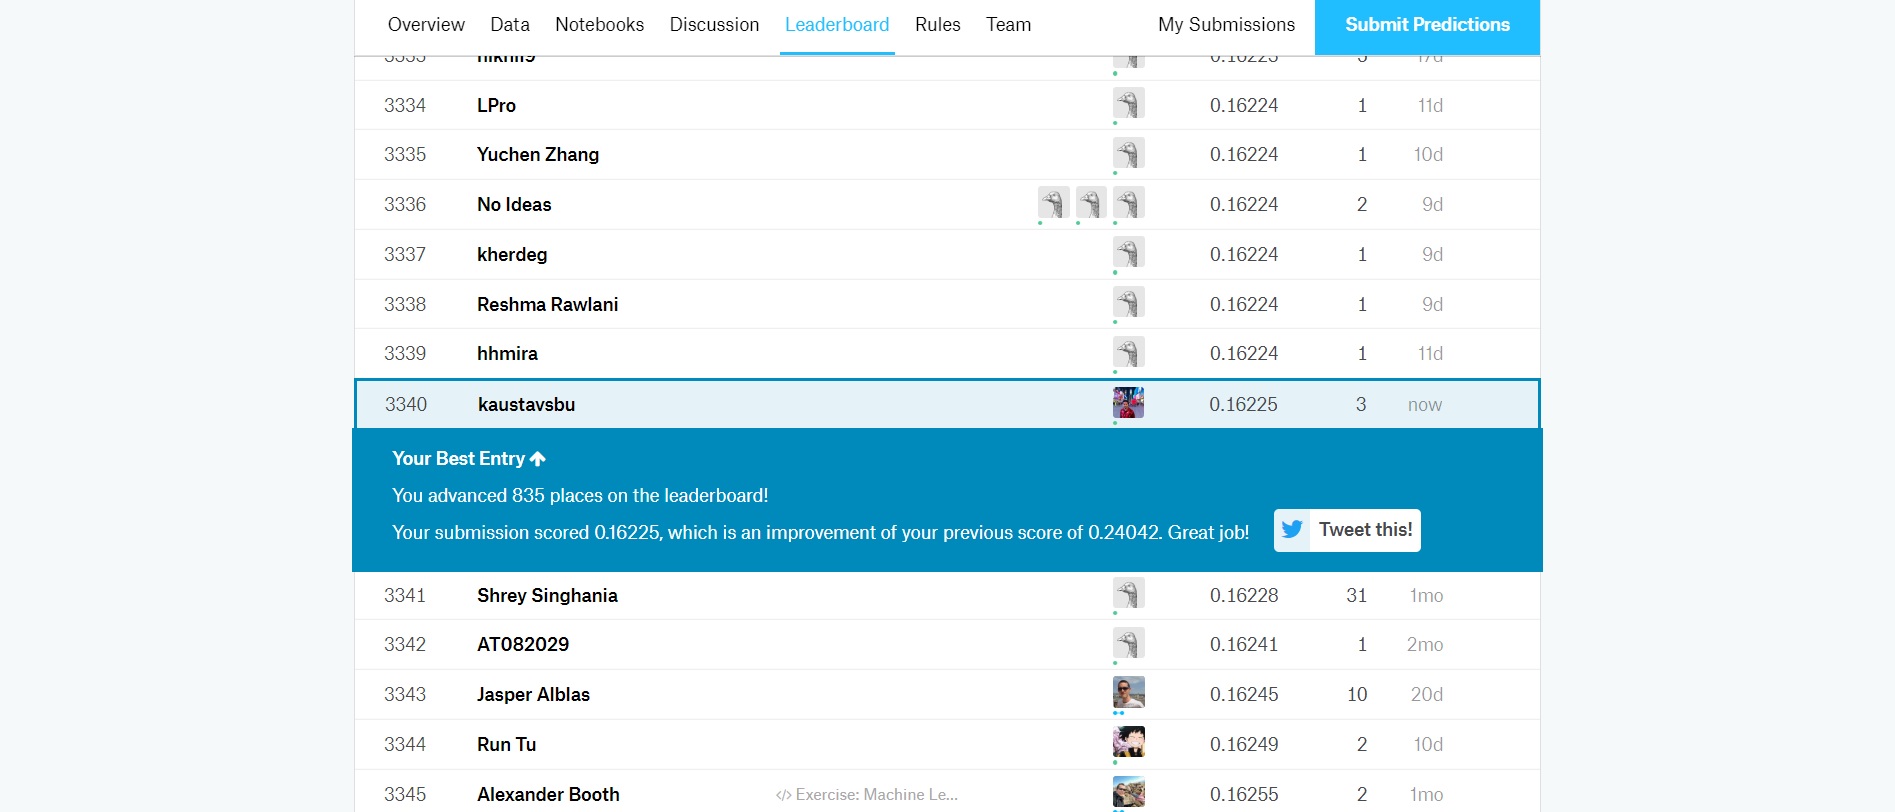 Overview Data Notebooks Discussion Leaderboard Rules Team My Submissions Submit Predictions
3334 LPro 0.16224 1 11d
3335 Yuchen Zhang 0.16224 1 10d
3336 No Ideas 0.16224 2 9d
3337 kherdeg 0.16224 1 9d
3338 Reshma Rawlani 0.16224 1 9d
3339 hhmira 0.16224 1 11d
3340 kaustavsbu 0.16225 3 now
Your Best Entry
You advanced 835 places on the leaderboard!
Your submission scored 0.16225, which is an improvement of your previous score of 0.24042. Great job! Tweet this!
3341 Shrey Singhania 0.16228 31 1mo
3342 AT082029 0.16241 1 2mo
3343 Jasper Alblas 0.16245 10 20d
3344 Run Tu 0.16249 2 10d
3345 Alexander Booth </> Exercise: Machine Le... 0.16255 2 1mo